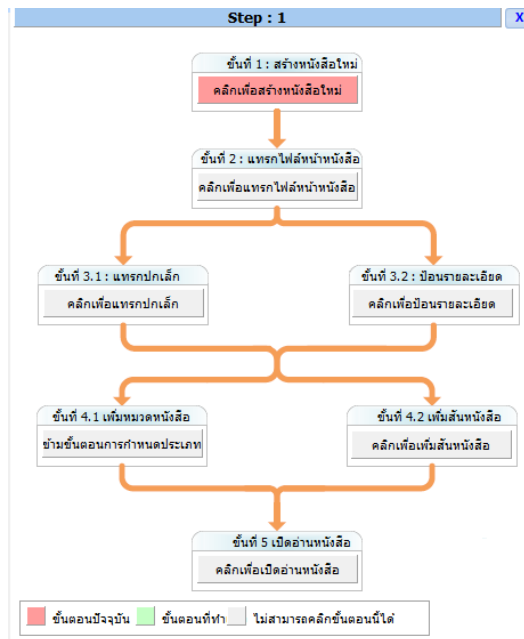 Step : 1
X
ขั้นที่ 1 : สร้างหนังสือใหม่
คลิกเพื่อสร้างหนังสือใหม่
ขั้นที่ 2 : แทรกไฟล์หน้าหนังสือ
คลิกเพื่อแทรกไฟล์หน้าหนังสือ
ขั้นที่ 3.1 : แทรกปกเล็ก
คลิกเพื่อแทรกปกเล็ก
ขั้นที่ 3.2 : ป้อนรายละเอียด
คลิกเพื่อป้อนรายละเอียด
ขั้นที่ 4.1 เพิ่มหมวดหนังสือ
ข้ามขั้นตอนการกำหนดประเภท
ขั้นที่ 4.2 เพิ่มสันหนังสือ
คลิกเพื่อเพิ่มสันหนังสือ
ขั้นที่ 5 เปิดอ่านหนังสือ
คลิกเพื่อเปิดอ่านหนังสือ
ขั้นตอนปัจจุบัน ขั้นตอนที่ทำ ไม่สามารถคลิกขั้นตอนนี้ได้